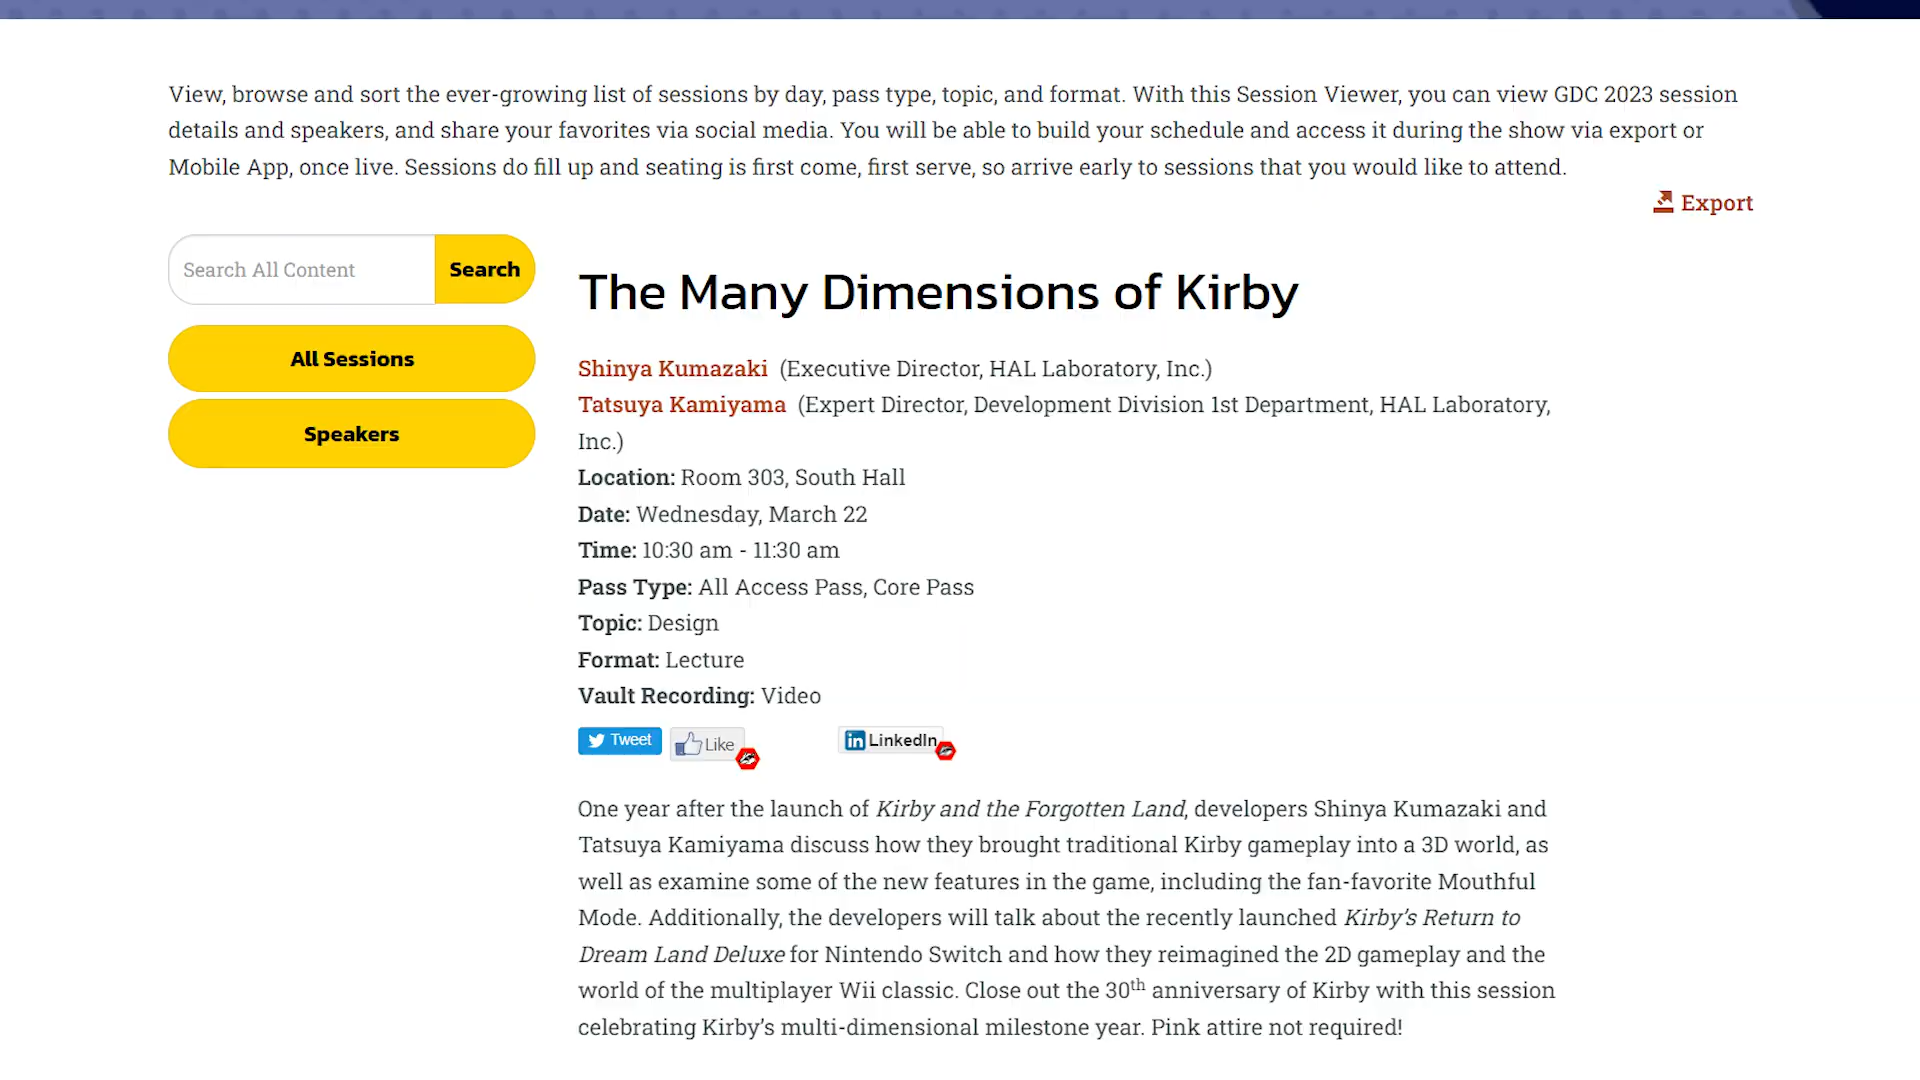 View, browse and sort the ever-growing list of sessions by day, pass type, topic, and format. With this Session Viewer, you can view GDC 2023 session
details and speakers, and share your favorites via social media. You will be able to build your schedule and access it during the show via export or
Mobile App, once live. Sessions do fill up and seating is first come, first serve, so arrive early to sessions that you would like to attend.
Export
Search All Content
Search
All Sessions
Speakers
The Many Dimensions of Kirby
Shinya Kumazaki (Executive Director, HAL Laboratory, Inc.)
Tatsuya Kamiyama (Expert Director, Development Division 1st Department, HAL Laboratory,
Inc.)
Location: Room 303, South Hall
Date: Wednesday, March 22
Time: 10:30 am - 11:30 am
Pass Type: All Access Pass, Core Pass
Topic: Design
Format: Lecture
Vault Recording: Video
Tweet
Like
LinkedIn
One year after the launch of Kirby and the Forgotten Land, developers Shinya Kumazaki and
Tatsuya Kamiyama discuss how they brought traditional Kirby gameplay into a 3D world, as
well as examine some of the new features in the game, including the fan-favorite Mouthful
Mode. Additionally, the developers will talk about the recently launched Kirby's Return to
Dream Land Deluxe for Nintendo Switch and how they reimagined the 2D gameplay and the
world of the multiplayer Wii classic. Close out the 30th anniversary of Kirby with this session
celebrating Kirby's multi-dimensional milestone year. Pink attire not required!